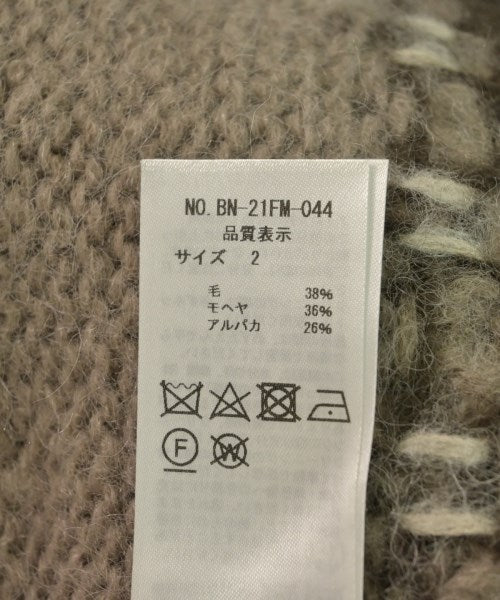 NO. BN-21FM-044
品質表示
サイズ 2
毛 38%
モヘヤ 36%
アルパカ 26%
F W